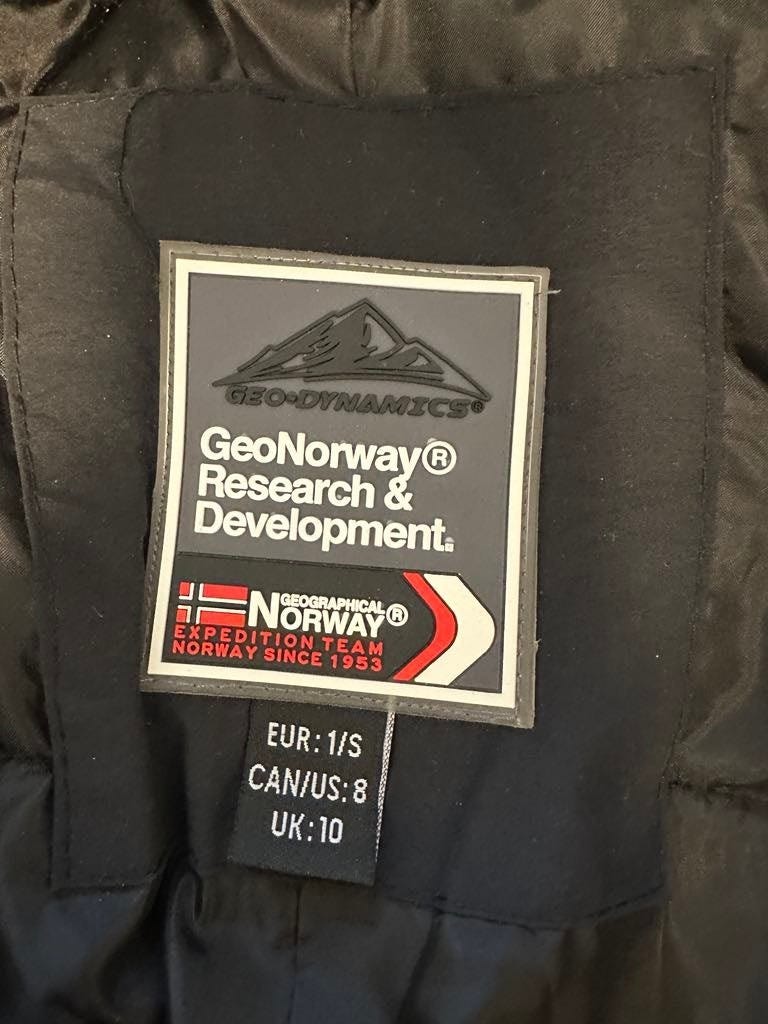 GEO•DYNAMICS®
GeoNorway®
Research &
Development.
GEOGRAPHICAL
NORWAY®
EXPEDITION TEAM
NORWAY SINCE 1953
EUR: 1/S
CAN/US: 8
UK: 10